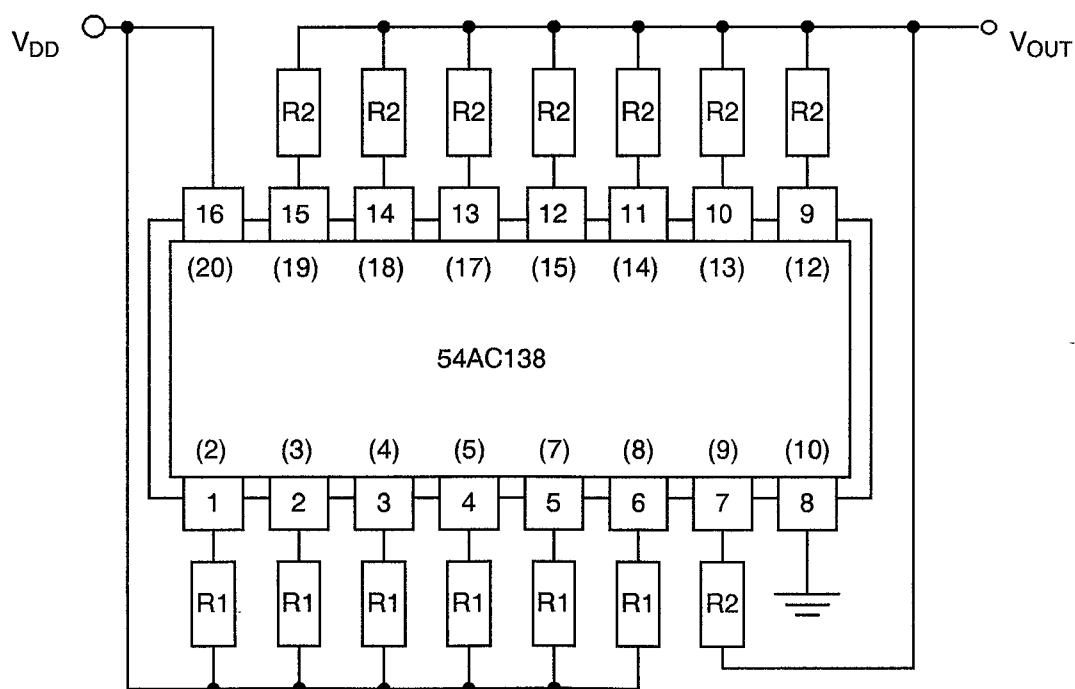 V_DD V_OUT
R2 R2 R2 R2 R2 R2 R2
16 15 14 13 12 11 10 9
(20) (19) (18) (17) (15) (14) (13) (12)
54AC138
(2) (3) (4) (5) (7) (8) (9) (10)
1 2 3 4 5 6 7 8
R1 R1 R1 R1 R1 R1 R2